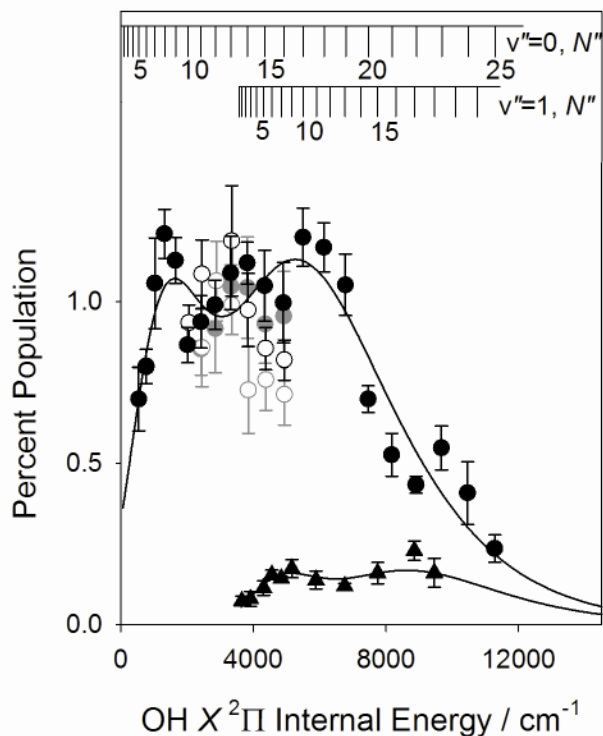 v"=0, N"
5 10 15 20 25
v"=1, N"
5 10 15
Percent Population
1.0
0.5
0.0
0 4000 8000 12000
OH X ²Π Internal Energy / cm⁻¹